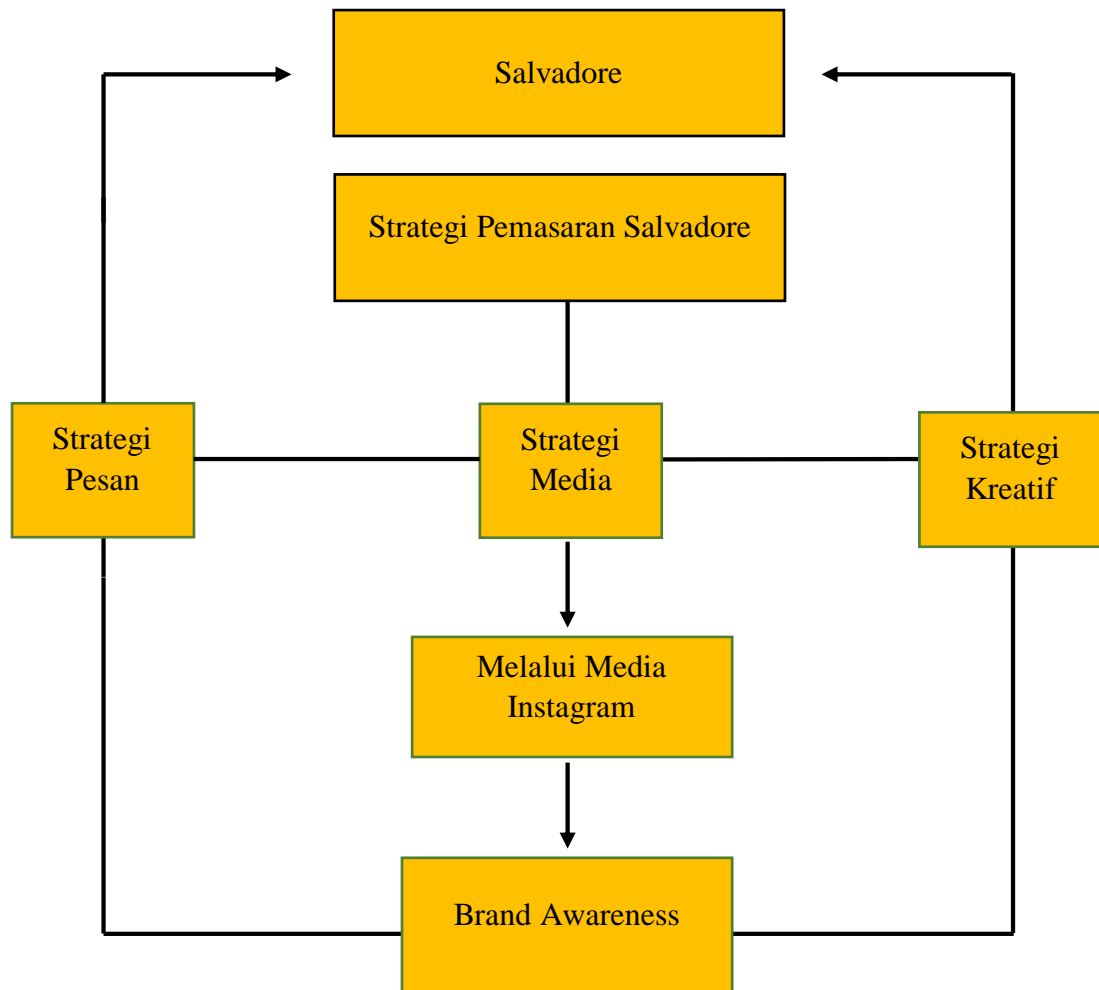 Salvadore
Strategi Pemasaran Salvadore
Strategi
Pesan
Strategi
Media
Strategi
Kreatif
Melalui Media
Instagram
Brand Awareness